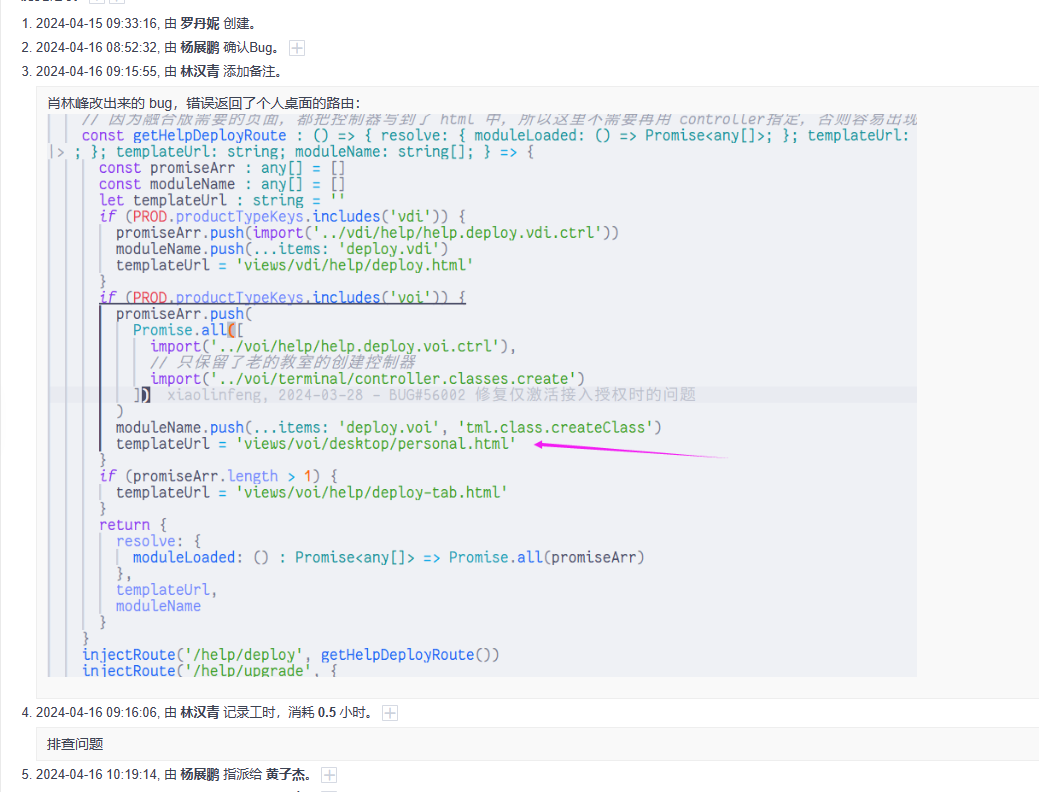 1. 2024-04-15 09:33:16, 由 罗丹妮 创建。
2. 2024-04-16 08:52:32, 由 杨展鹏 确认Bug。
3. 2024-04-16 09:15:55, 由 林汉青 添加备注。
肖林峰改出来的 bug，错误返回了个人桌面的路由：
// 因为融合版需要的页面，都把控制器写到了 html 中，所以这里不需要再用 controller指定，否则容易出现
const getHelpDeployRoute : () => { resolve: { moduleLoaded: () => Promise<any[]>; }; templateUrl:
> ; }; templateUrl: string; moduleName: string[]; } => {
const promiseArr : any[] = []
const moduleName : any[] = []
let templateUrl : string = ''
if (PROD.productTypeKeys.includes('vdi')) {
promiseArr.push(import('../vdi/help/help.deploy.vdi.ctrl'))
moduleName.push(...items: 'deploy.vdi')
templateUrl = 'views/vdi/help/deploy.html'
}
if (PROD.productTypeKeys.includes('voi')) {
promiseArr.push(
Promise.all([
import('../voi/help/help.deploy.voi.ctrl'),
// 只保留了老的教室的创建控制器
import('../voi/terminal/controller.classes.create')
]) xiaolinfeng, 2024-03-28 - BUG#56002 修复仅激活接入授权时的问题
)
moduleName.push(...items: 'deploy.voi', 'tml.class.createClass')
templateUrl = 'views/voi/desktop/personal.html'
}
if (promiseArr.length > 1) {
templateUrl = 'views/voi/help/deploy-tab.html'
}
return {
resolve: {
moduleLoaded: () : Promise<any[]> => Promise.all(promiseArr)
},
templateUrl,
moduleName
}
}
injectRoute('/help/deploy', getHelpDeployRoute())
injectRoute('/help/upgrade', {
4. 2024-04-16 09:16:06, 由 林汉青 记录工时，消耗 0.5 小时。
排查问题
5. 2024-04-16 10:19:14, 由 杨展鹏 指派给 黄子杰。